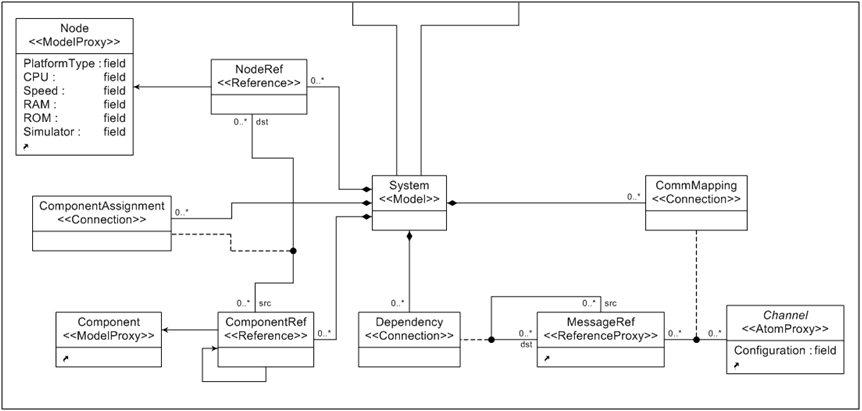 Node
<<ModelProxy>>
PlatformType : field
CPU : field
Speed : field
RAM : field
ROM : field
Simulator : field
NodeRef
<<Reference>>
0..*
0..* dst
System
<<Model>>
CommMapping
<<Connection>>
0..*
ComponentAssignment
<<Connection>>
0..*
0..* src
Component
<<ModelProxy>>
ComponentRef
<<Reference>>
0..*
0..*
Dependency
<<Connection>>
0..* src
0..*
dst
MessageRef
<<ReferenceProxy>>
0..*
0..*
Channel
<<AtomProxy>>
Configuration : field